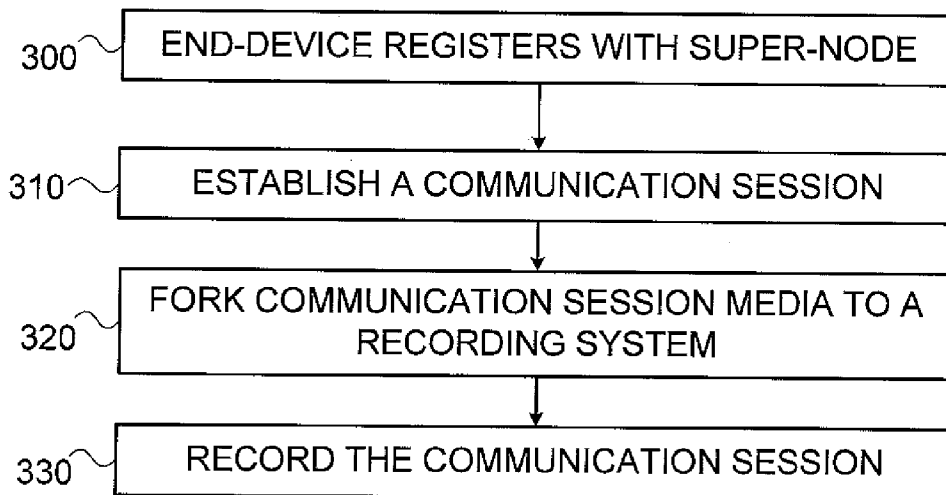 300 END-DEVICE REGISTERS WITH SUPER-NODE
310 ESTABLISH A COMMUNICATION SESSION
320 FORK COMMUNICATION SESSION MEDIA TO A
RECORDING SYSTEM
330 RECORD THE COMMUNICATION SESSION